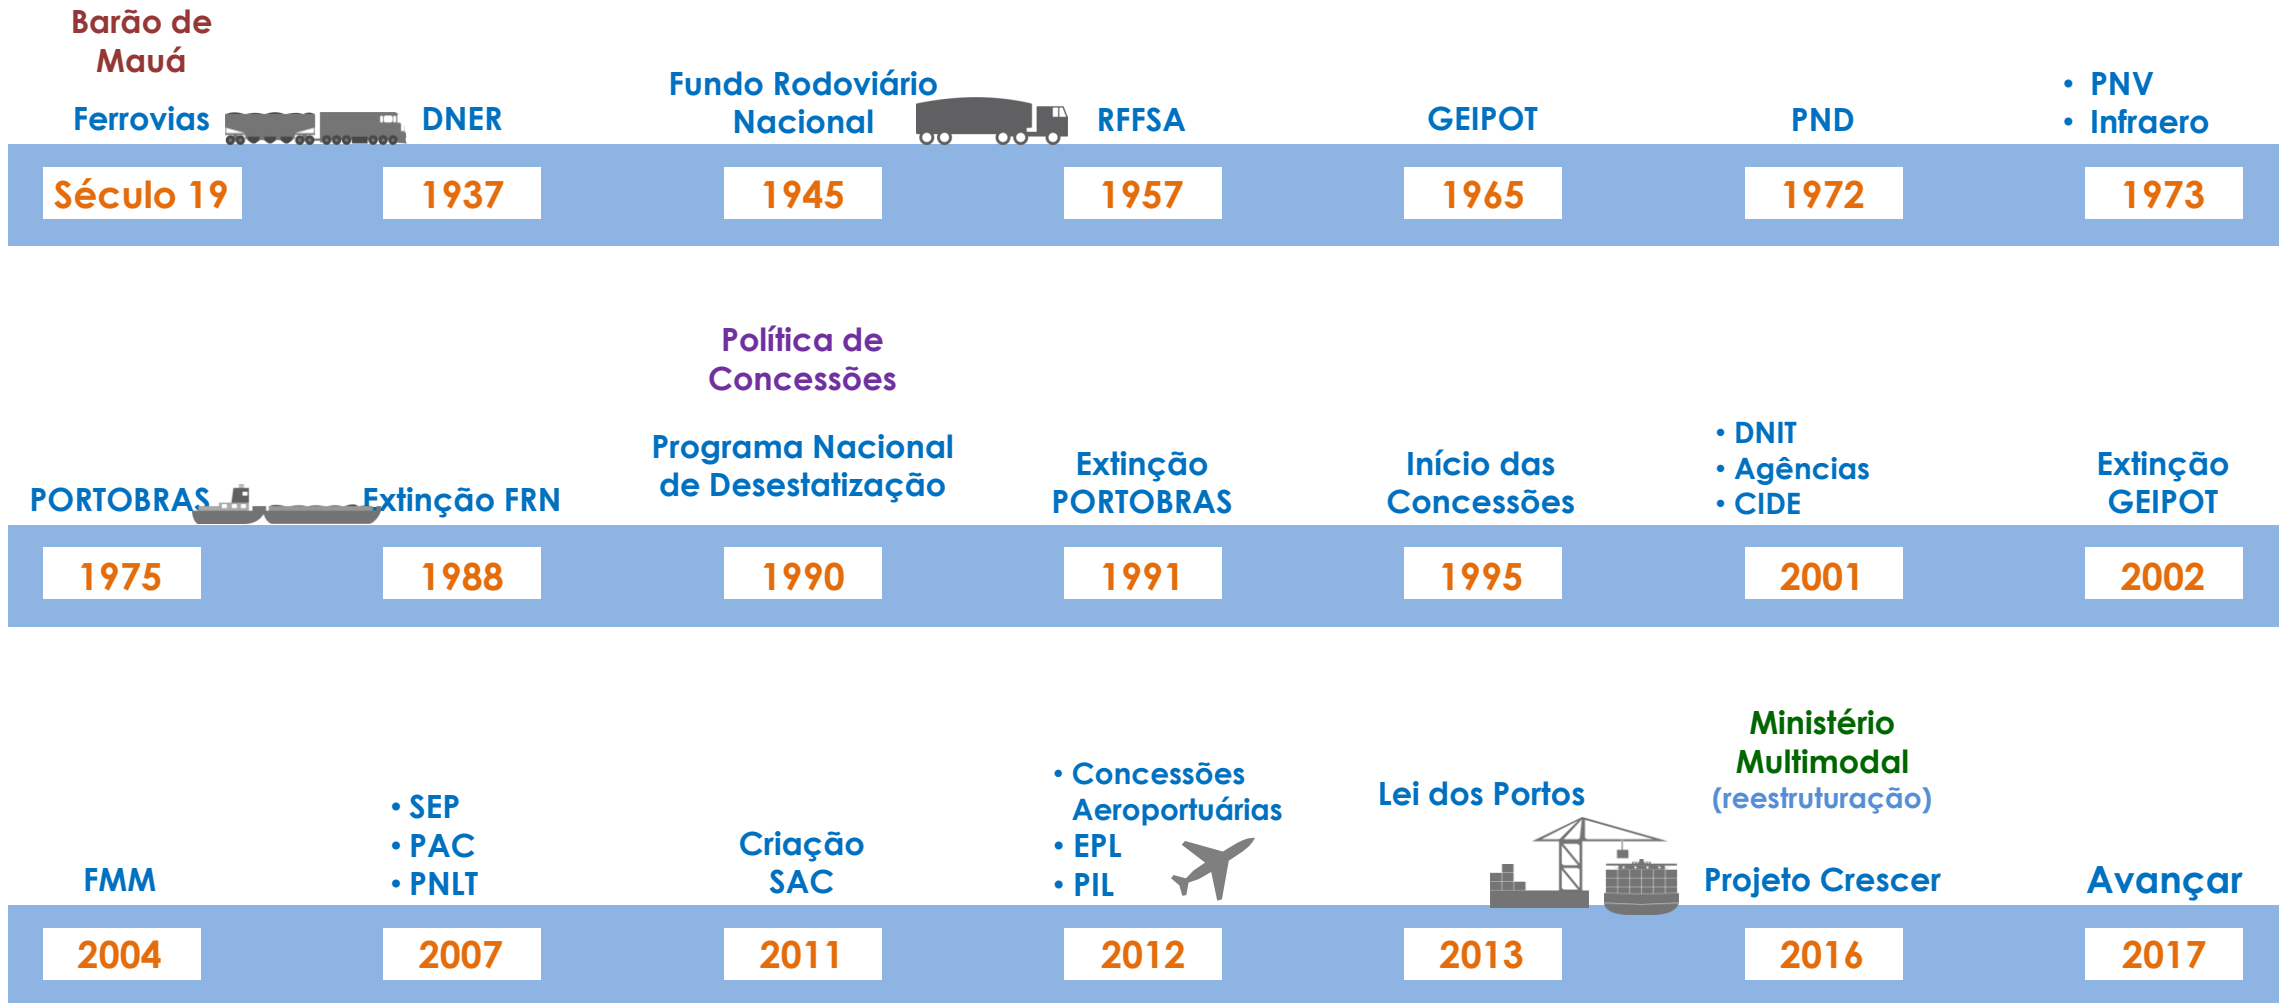 Barão de
Mauá
Ferrovias
DNER
Fundo Rodoviário
Nacional
RFFSA
GEIPOT
PND
• PNV
• Infraero
Século 19
1937
1945
1957
1965
1972
1973
Política de
Concessões
PORTOBRAS
Extinção FRN
Programa Nacional
de Desestatização
Extinção
PORTOBRAS
Início das
Concessões
• DNIT
• Agências
• CIDE
Extinção
GEIPOT
1975
1988
1990
1991
1995
2001
2002
FMM
• SEP
• PAC
• PNLT
Criação
SAC
• Concessões
Aeroportuárias
• EPL
• PIL
Lei dos Portos
Ministério
Multimodal
(reestruturação)
Projeto Crescer
Avançar
2004
2007
2011
2012
2013
2016
2017